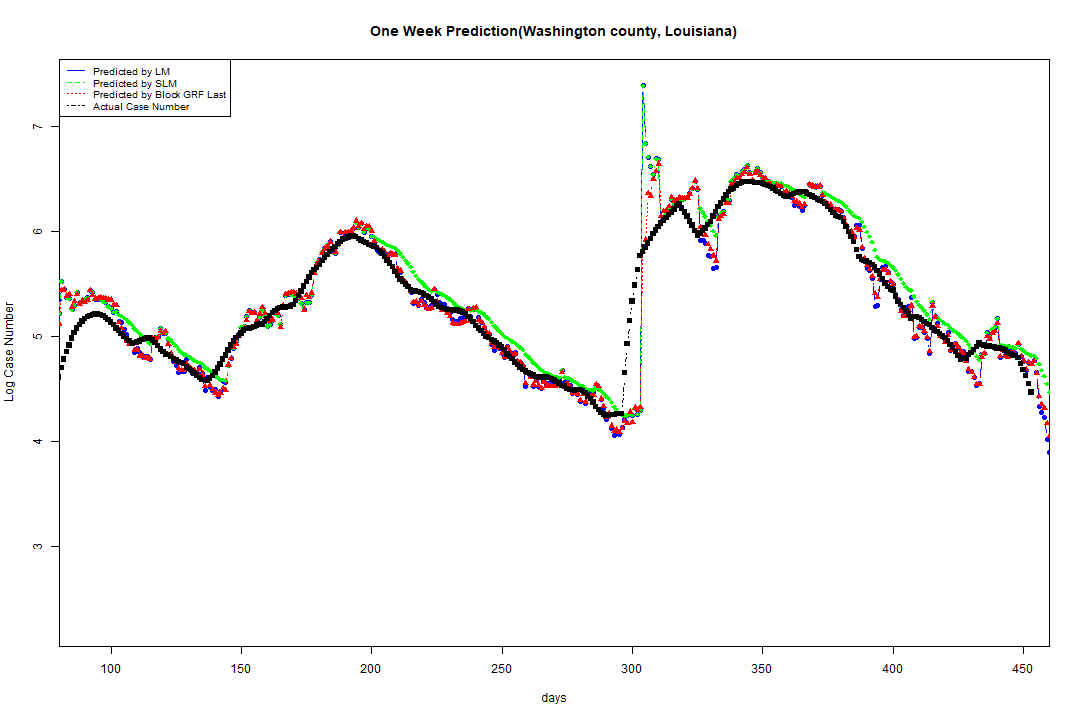 One Week Prediction(Washington county, Louisiana)
Predicted by LM
Predicted by SLM
Predicted by Block GRF Last
Actual Case Number
Log Case Number
7
6
5
4
3
100 150 200 250 300 350 400 450
days